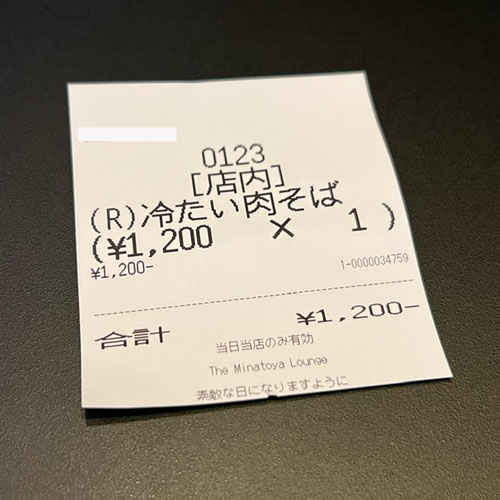 0123
[店内]
(R)冷たい肉そば
(¥1,200 × 1)
¥1,200-
1-0000034759
合計 ¥1,200-
当日当店のみ有効
The Minatoya Lounge
素敵な日になりますように